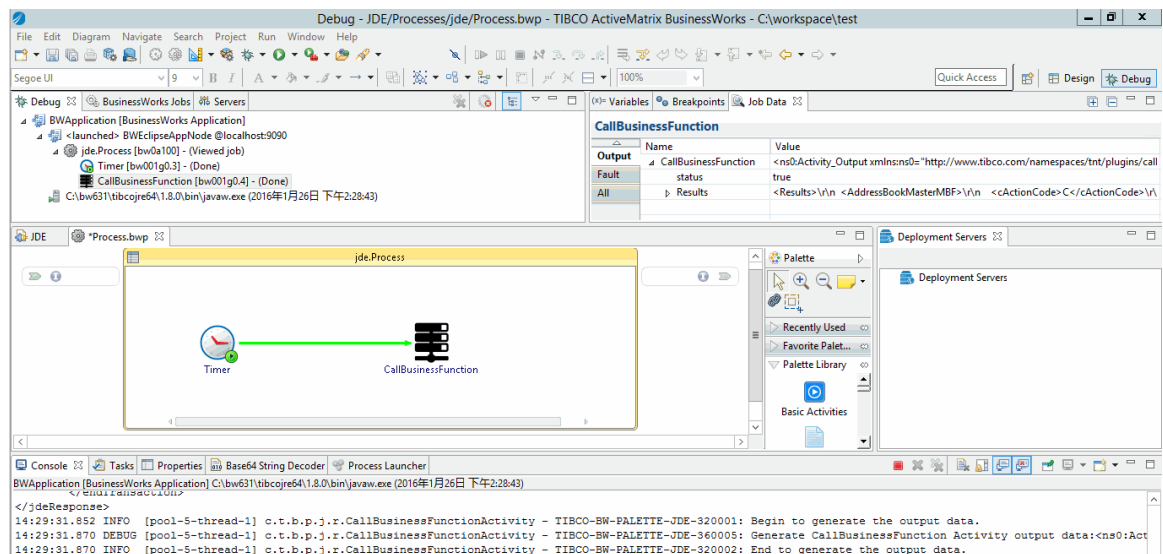 Debug - JDE/Processes/jde/Process.bwp - TIBCO ActiveMatrix BusinessWorks - C:\workspace\test
File Edit Diagram Navigate Search Project Run Window Help
Segoe UI 9 B I A 100% Quick Access Design Debug
Debug BusinessWorks Jobs Servers
BWApplication [BusinessWorks Application]
<launched> BWEclipseAppNode @localhost:9090
jde.Process [bw0a100] - (Viewed job)
Timer [bw001g0.3] - (Done)
CallBusinessFunction [bw001g0.4] - (Done)
C:\bw631\tibcojre64\1.8.0\bin\javaw.exe (2016年1月26日 下午2:28:43)
(x)= Variables Breakpoints Job Data
CallBusinessFunction
Output
Fault
All
Name Value
CallBusinessFunction <ns0:Activity_Output xmlns:ns0="http://www.tibco.com/namespaces/tnt/plugins/call
status true
Results <Results>\r\n <AddressBookMasterMBF>\r\n <cActionCode>C</cActionCode>\r\
JDE *Process.bwp
jde.Process
Timer
CallBusinessFunction
Palette
Recently Used
Favorite Palet...
Palette Library
Basic Activities
Deployment Servers
Deployment Servers
Console Tasks Properties Base64 String Decoder Process Launcher
BWApplication [BusinessWorks Application] C:\bw631\tibcojre64\1.8.0\bin\javaw.exe (2016年1月26日 下午2:28:43)
</endTransaction>
</jdeResponse>
14:29:31.852 INFO [pool-5-thread-1] c.t.b.p.j.r.CallBusinessFunctionActivity - TIBCO-BW-PALETTE-JDE-320001: Begin to generate the output data.
14:29:31.870 DEBUG [pool-5-thread-1] c.t.b.p.j.r.CallBusinessFunctionActivity - TIBCO-BW-PALETTE-JDE-360005: Generate CallBusinessFunction Activity output data:<ns0:Act
14:29:31.870 INFO [pool-5-thread-1] c.t.b.p.j.r.CallBusinessFunctionActivity - TIBCO-BW-PALETTE-JDE-320002: End to generate the output data.